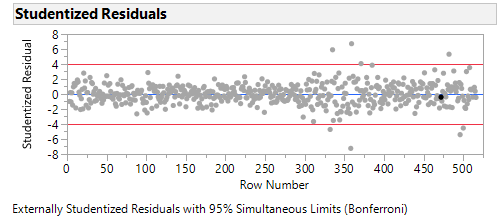 Studentized Residuals
8
6
4
2
0
-2
-4
-6
-8
Studentized Residual
0 50 100 150 200 250 300 350 400 450 500
Row Number
Externally Studentized Residuals with 95% Simultaneous Limits (Bonferroni)